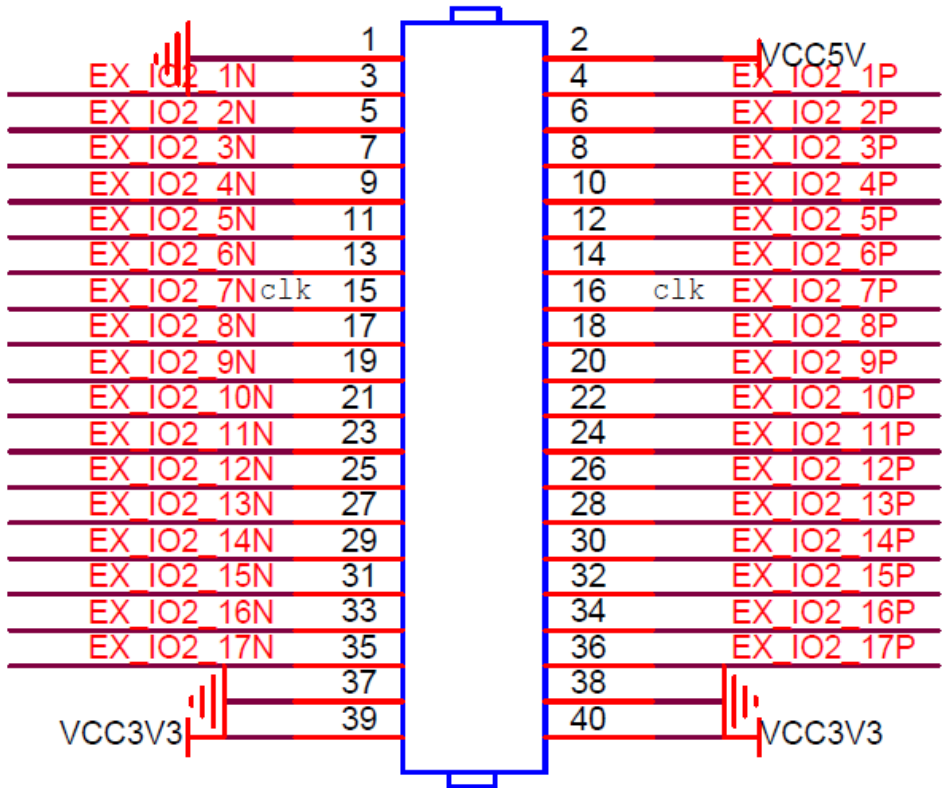 1 2 VCC5V
EX_IO2_1N 3 4 EX_IO2_1P
EX_IO2_2N 5 6 EX_IO2_2P
EX_IO2_3N 7 8 EX_IO2_3P
EX_IO2_4N 9 10 EX_IO2_4P
EX_IO2_5N 11 12 EX_IO2_5P
EX_IO2_6N 13 14 EX_IO2_6P
EX_IO2_7N clk 15 16 clk EX_IO2_7P
EX_IO2_8N 17 18 EX_IO2_8P
EX_IO2_9N 19 20 EX_IO2_9P
EX_IO2_10N 21 22 EX_IO2_10P
EX_IO2_11N 23 24 EX_IO2_11P
EX_IO2_12N 25 26 EX_IO2_12P
EX_IO2_13N 27 28 EX_IO2_13P
EX_IO2_14N 29 30 EX_IO2_14P
EX_IO2_15N 31 32 EX_IO2_15P
EX_IO2_16N 33 34 EX_IO2_16P
EX_IO2_17N 35 36 EX_IO2_17P
37 38
VCC3V3 39 40 VCC3V3